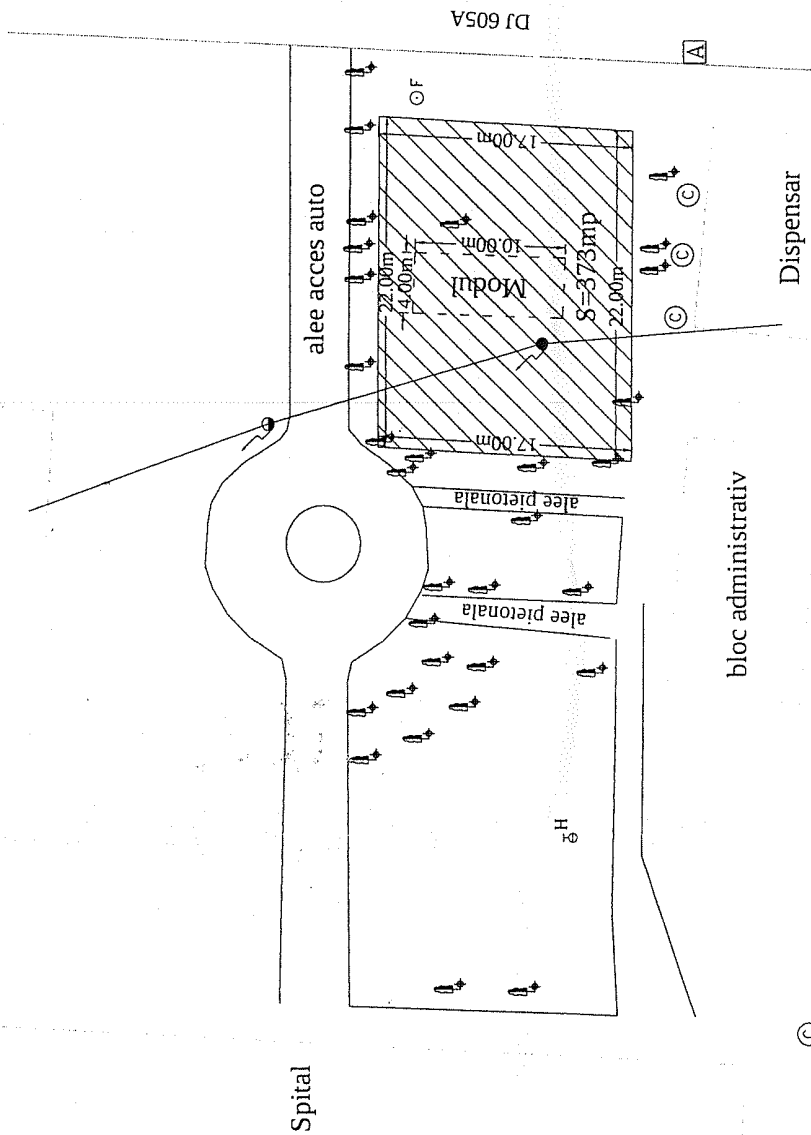 DJ 605A
A
F
alee acces auto
17.00m
22.00m
4.00m
10.00m
Modul
S=373mp
22.00m
17.00m
C
C
C
Dispensar
alee pietonala
alee pietonala
bloc administrativ
H
Spital
C